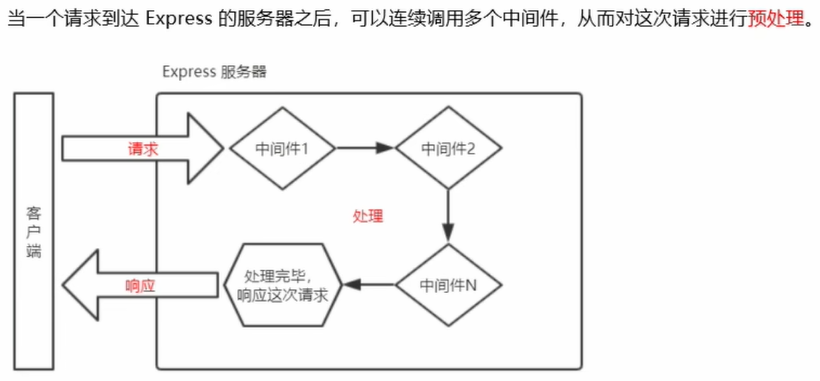 当一个请求到达 Express 的服务器之后，可以连续调用多个中间件，从而对这次请求进行预处理。
Express 服务器
请求
中间件1
中间件2
客户端
处理
响应
处理完毕，
响应这次请求
中间件N